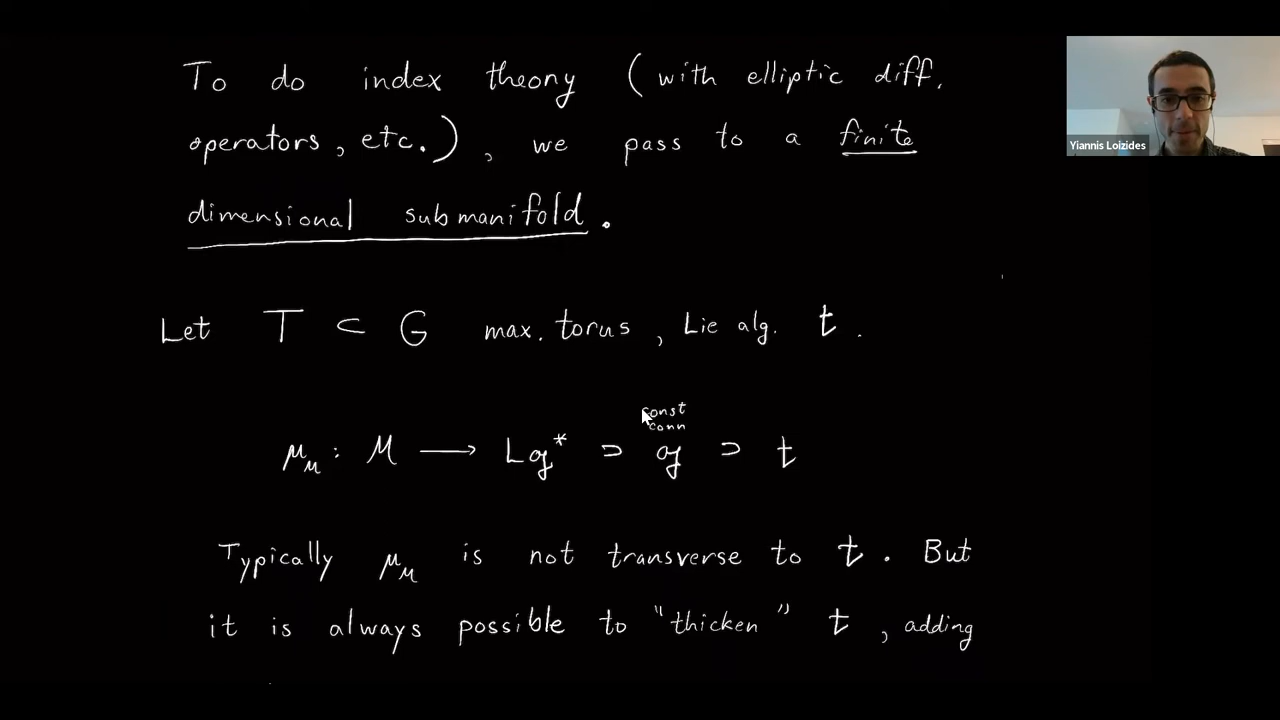 To do index theory (with elliptic diff.
operators, etc.), we pass to a finite
dimensional submanifold.
Yiannis Loizides
Let T ⊂ G max. torus, Lie alg. t.
const
conn
μ_M : M ⟶ Lg* ⊃ g ⊃ t
Typically μ_M is not transverse to t. But
it is always possible to "thicken" t, adding